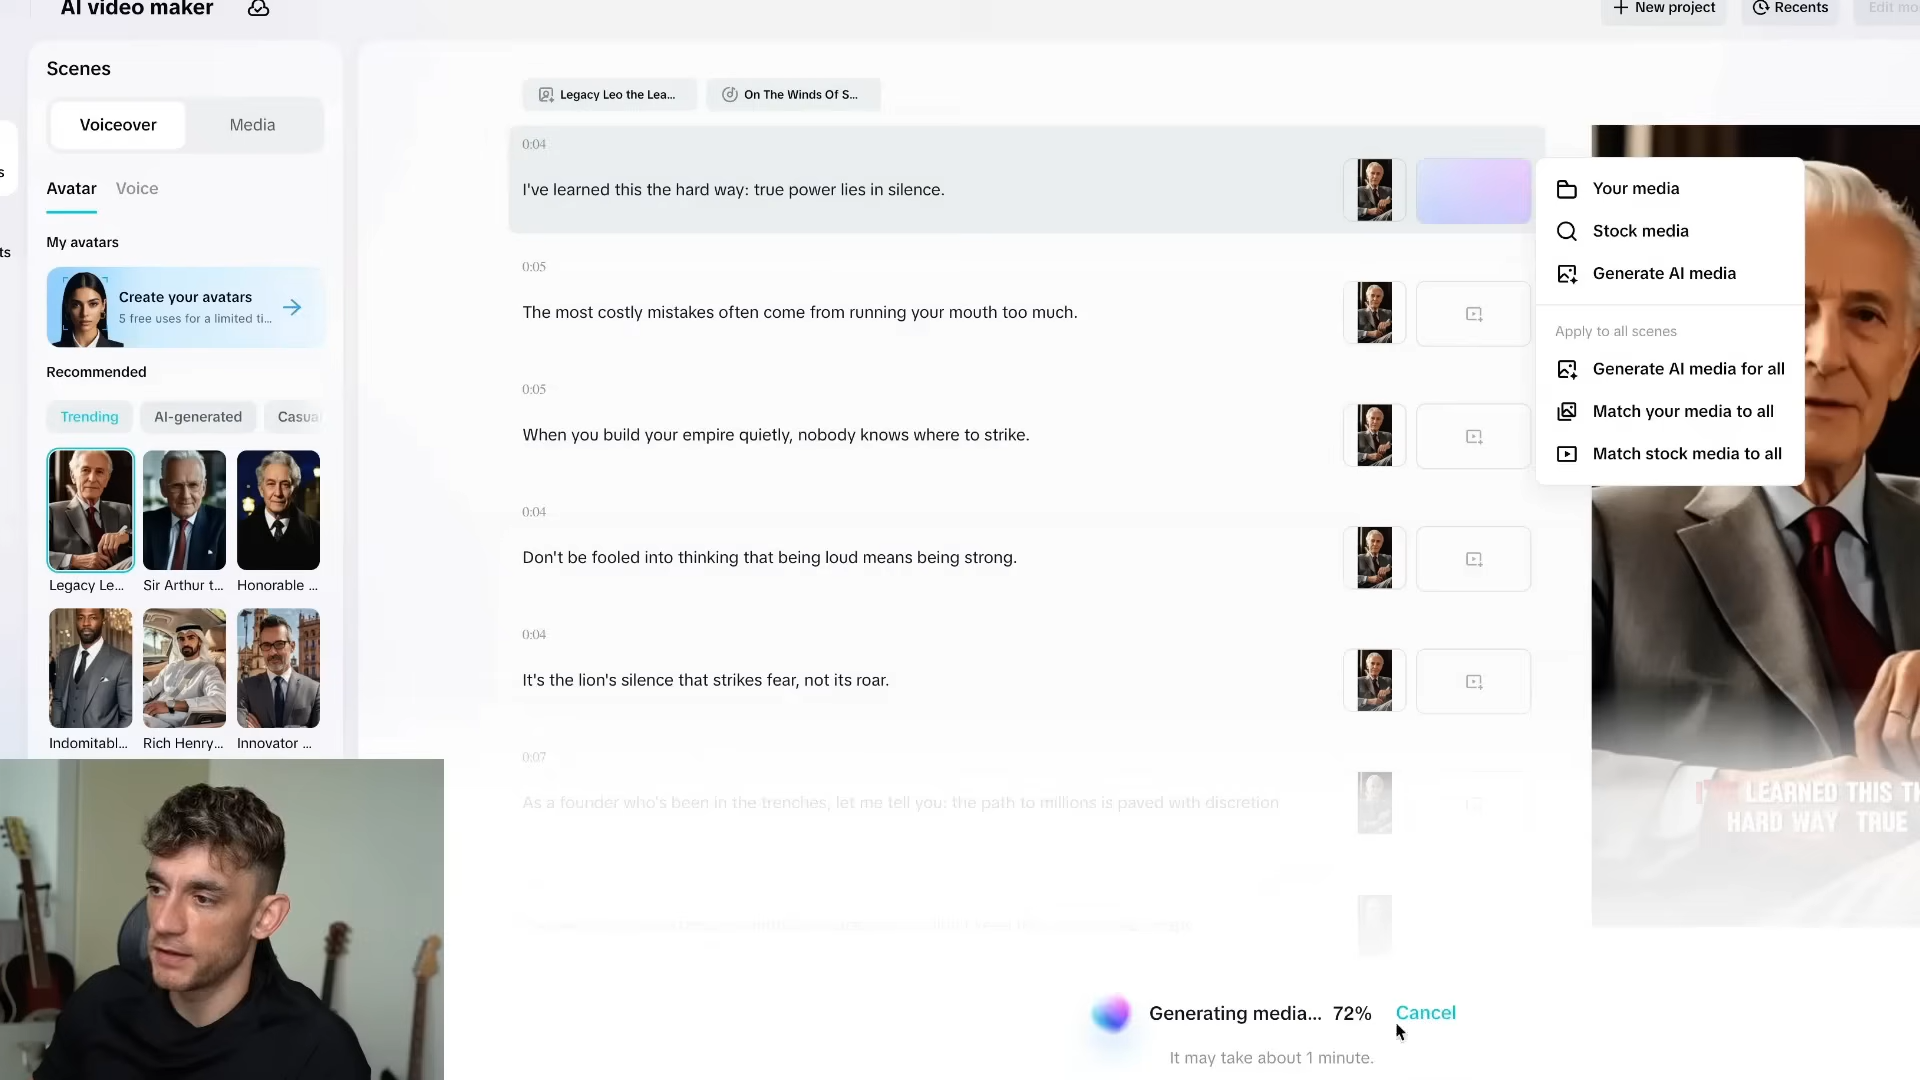 AI video maker
New project
Recents
Edit mo
Scenes
Voiceover
Media
Avatar
Voice
My avatars
Create your avatars
5 free uses for a limited ti...
Recommended
Trending
AI-generated
Casua
Legacy Le...
Sir Arthur t...
Honorable ...
Indomitabl...
Rich Henry...
Innovator ...
s
ts
Legacy Leo the Lea...
On The Winds Of S...
0:04
I've learned this the hard way: true power lies in silence.
0:05
The most costly mistakes often come from running your mouth too much.
0:05
When you build your empire quietly, nobody knows where to strike.
0:04
Don't be fooled into thinking that being loud means being strong.
0:04
It's the lion's silence that strikes fear, not its roar.
0:07
As a founder who's been in the trenches, let me tell you: the path to millions is paved with discretion
Your media
Stock media
Generate AI media
Apply to all scenes
Generate AI media for all
Match your media to all
Match stock media to all
I'VE LEARNED THIS TH
HARD WAY TRUE
Generating media... 72%
Cancel
It may take about 1 minute.